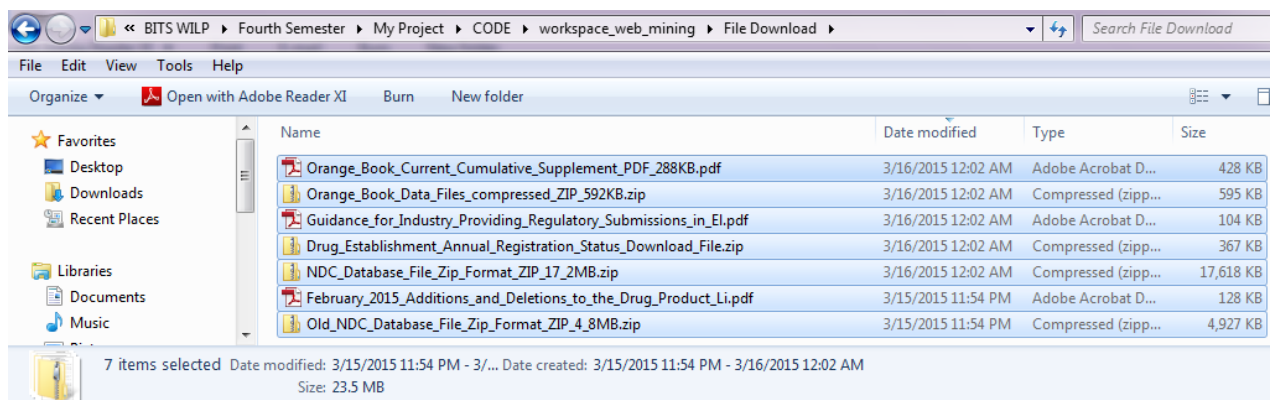 « BITS WILP ▸ Fourth Semester ▸ My Project ▸ CODE ▸ workspace_web_mining ▸ File Download ▸ Search File Download
File Edit View Tools Help
Organize ▾ Open with Adobe Reader XI Burn New folder
Favorites
Desktop
Downloads
Recent Places
Libraries
Documents
Music
Name Date modified Type Size
Orange_Book_Current_Cumulative_Supplement_PDF_288KB.pdf 3/16/2015 12:02 AM Adobe Acrobat D... 428 KB
Orange_Book_Data_Files_compressed_ZIP_592KB.zip 3/16/2015 12:02 AM Compressed (zipp... 595 KB
Guidance_for_Industry_Providing_Regulatory_Submissions_in_El.pdf 3/16/2015 12:02 AM Adobe Acrobat D... 104 KB
Drug_Establishment_Annual_Registration_Status_Download_File.zip 3/16/2015 12:02 AM Compressed (zipp... 367 KB
NDC_Database_File_Zip_Format_ZIP_17_2MB.zip 3/16/2015 12:02 AM Compressed (zipp... 17,618 KB
February_2015_Additions_and_Deletions_to_the_Drug_Product_Li.pdf 3/15/2015 11:54 PM Adobe Acrobat D... 128 KB
Old_NDC_Database_File_Zip_Format_ZIP_4_8MB.zip 3/15/2015 11:54 PM Compressed (zipp... 4,927 KB
7 items selected Date modified: 3/15/2015 11:54 PM - 3/... Date created: 3/15/2015 11:54 PM - 3/16/2015 12:02 AM
Size: 23.5 MB